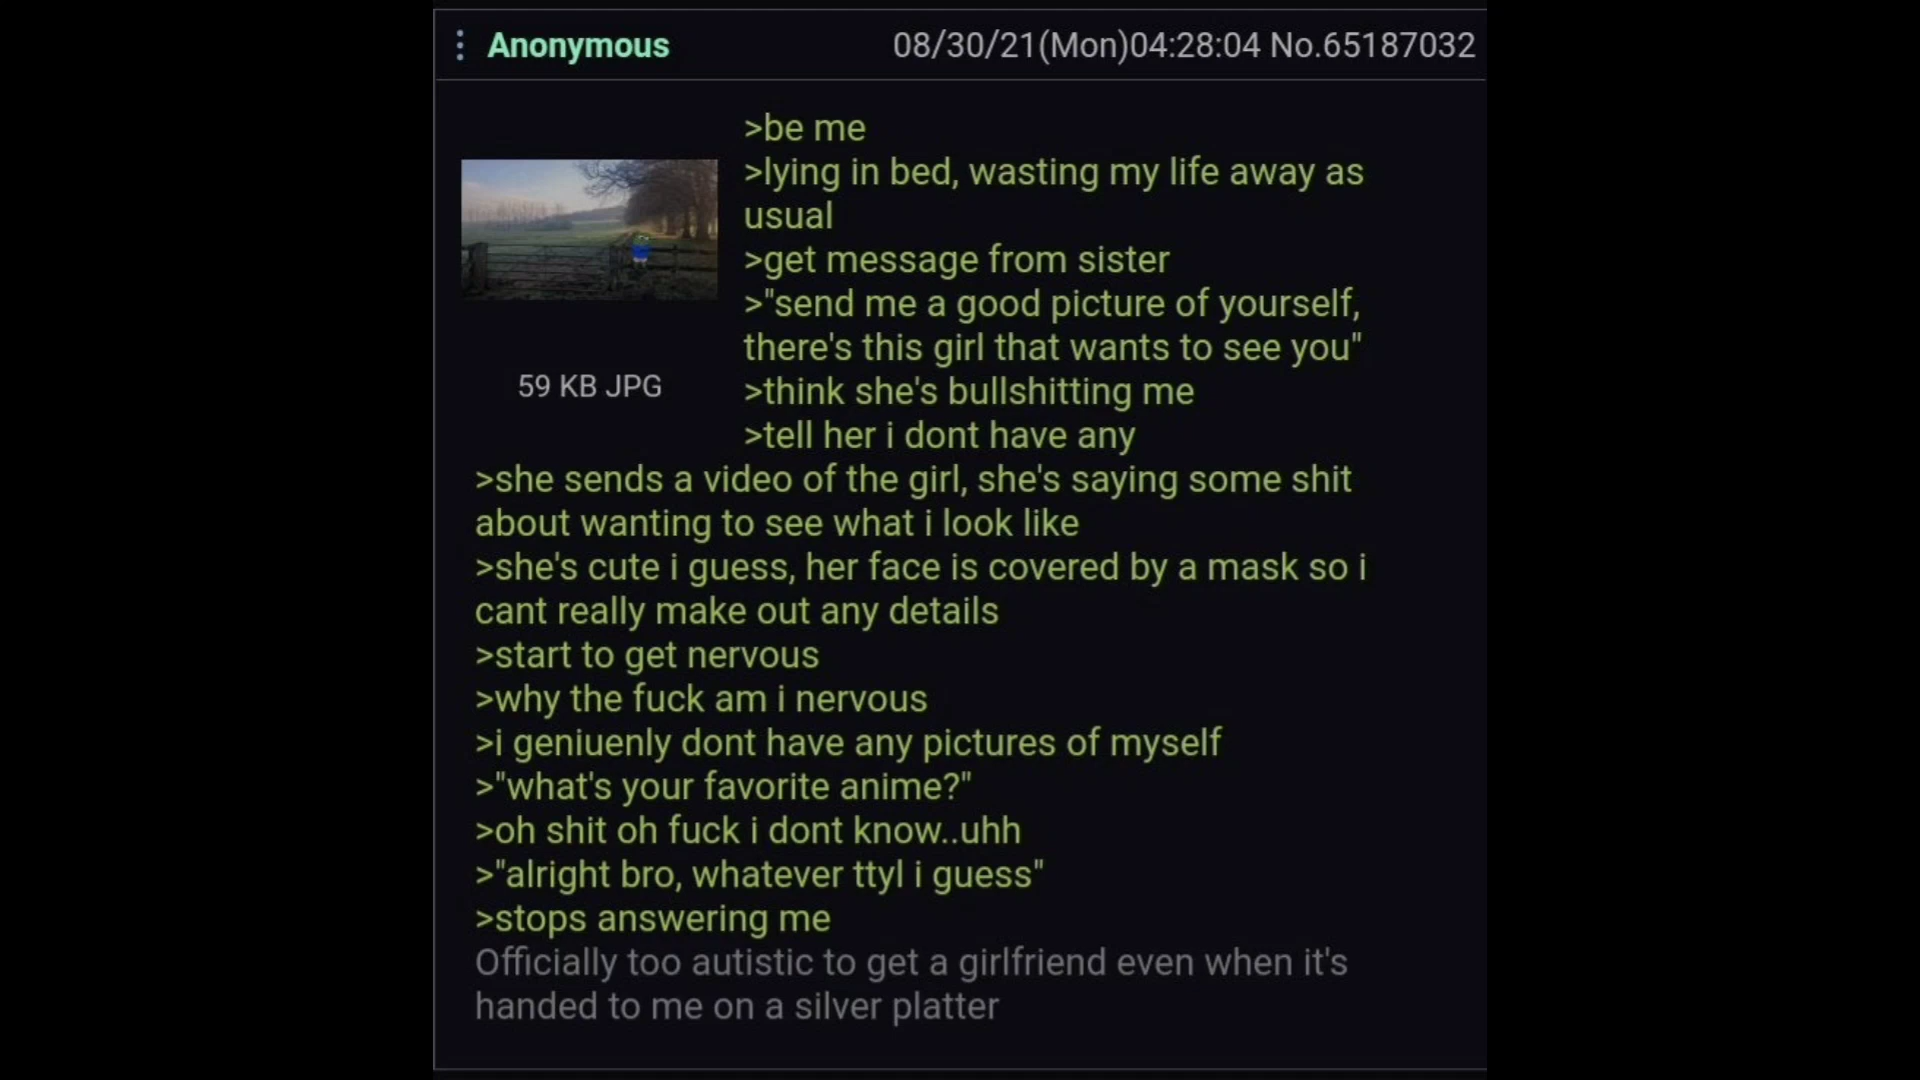 Anonymous 08/30/21(Mon)04:28:04 No.65187032
>be me
>lying in bed, wasting my life away as
usual
>get message from sister
>"send me a good picture of yourself,
there's this girl that wants to see you"
59 KB JPG
>think she's bullshitting me
>tell her i dont have any
>she sends a video of the girl, she's saying some shit
about wanting to see what i look like
>she's cute i guess, her face is covered by a mask so i
cant really make out any details
>start to get nervous
>why the fuck am i nervous
>i geniuenly dont have any pictures of myself
>"what's your favorite anime?"
>oh shit oh fuck i dont know..uhh
>"alright bro, whatever ttyl i guess"
>stops answering me
Officially too autistic to get a girlfriend even when it's
handed to me on a silver platter